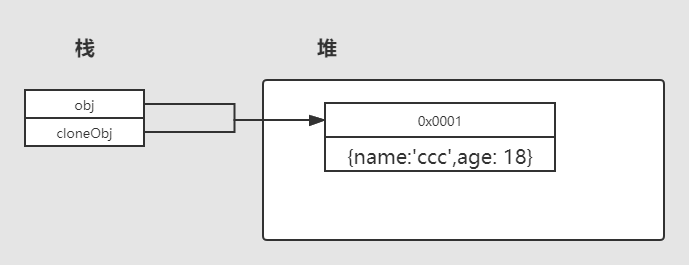 栈
堆
obj
cloneObj
0x0001
{name:'ccc',age: 18}